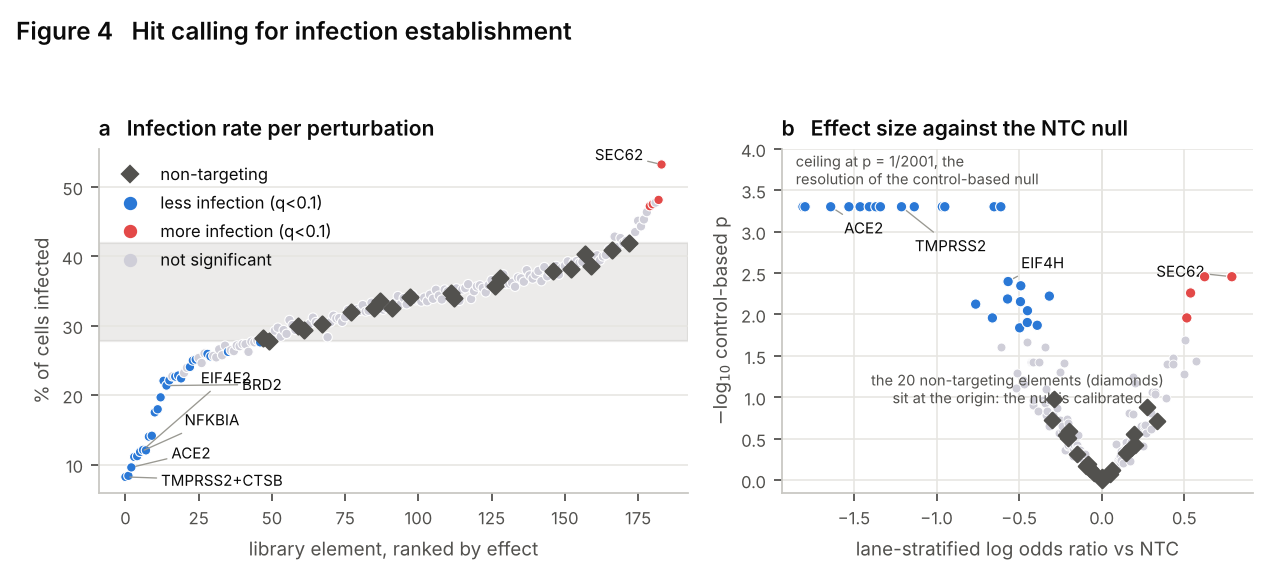 Figure 4 Hit calling for infection establishment
a Infection rate per perturbation
SEC62
non-targeting
less infection (q<0.1)
more infection (q<0.1)
not significant
EIF4E2
BRD2
NFKBIA
ACE2
TMPRSS2+CTSB
50
40
30
20
10
% of cells infected
0 25 50 75 100 125 150 175
library element, ranked by effect
b Effect size against the NTC null
ceiling at p = 1/2001, the
resolution of the control-based null
ACE2
TMPRSS2
EIF4H
SEC62
the 20 non-targeting elements (diamonds)
sit at the origin: the null is calibrated
4.0
3.5
3.0
2.5
2.0
1.5
1.0
0.5
0.0
−log₁₀ control-based p
−1.5 −1.0 −0.5 0.0 0.5
lane-stratified log odds ratio vs NTC